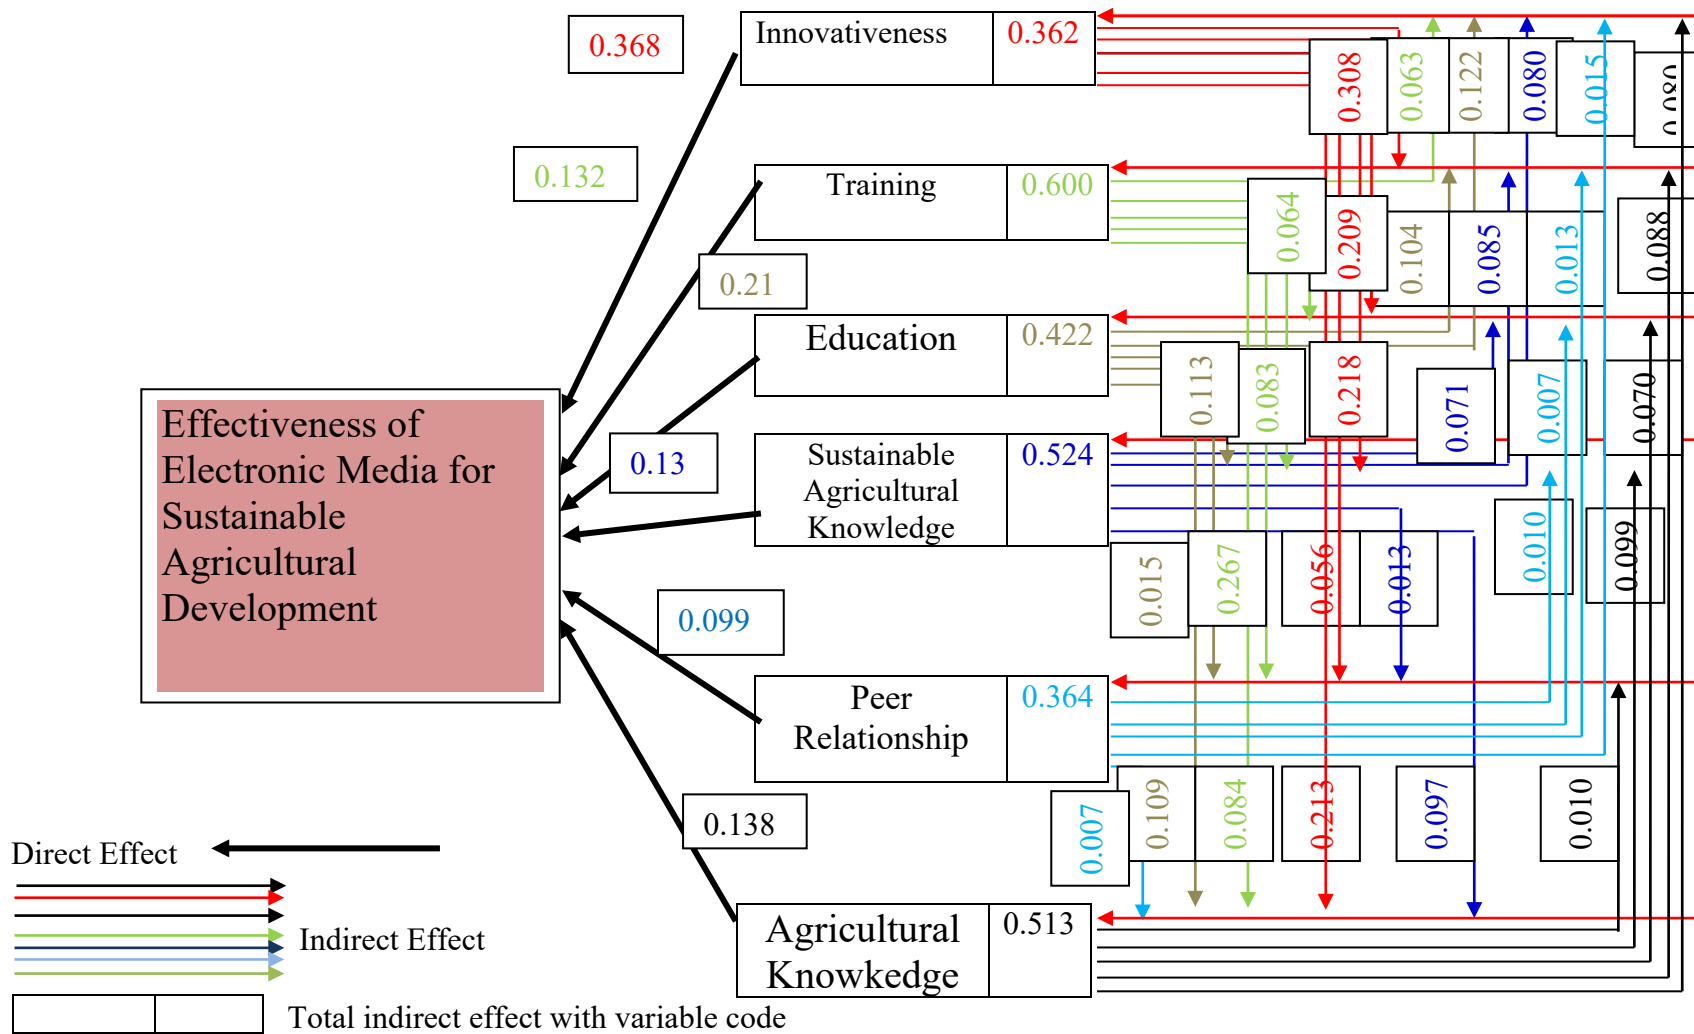 Innovativeness 0.362
0.368
0.308
0.063
0.122
0.080
0.015
0.080
0.132
Training 0.600
0.064
0.209
0.104
0.085
0.013
0.088
0.21
Education 0.422
0.113
0.083
0.218
0.071
0.007
0.070
Effectiveness of
Electronic Media for
Sustainable
Agricultural
Development
0.13
Sustainable 0.524
Agricultural
Knowledge
0.015
0.267
0.056
0.013
0.010
0.099
0.099
Peer 0.364
Relationship
0.138
0.007
0.109
0.084
0.213
0.097
0.010
Direct Effect
Indirect Effect
Agricultural 0.513
Knowkedge
Total indirect effect with variable code